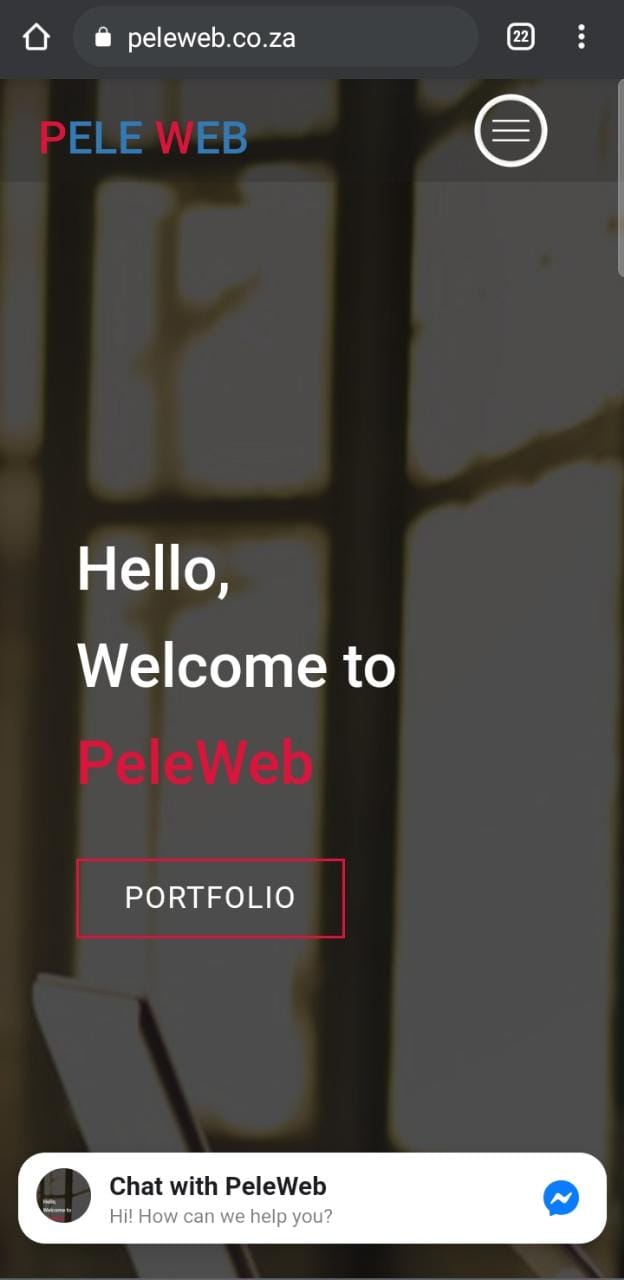 peleweb.co.za
22
PELE WEB
Hello,
Welcome to
PeleWeb
PORTFOLIO
Hello,
Welcome to
Chat with PeleWeb
Hi! How can we help you?